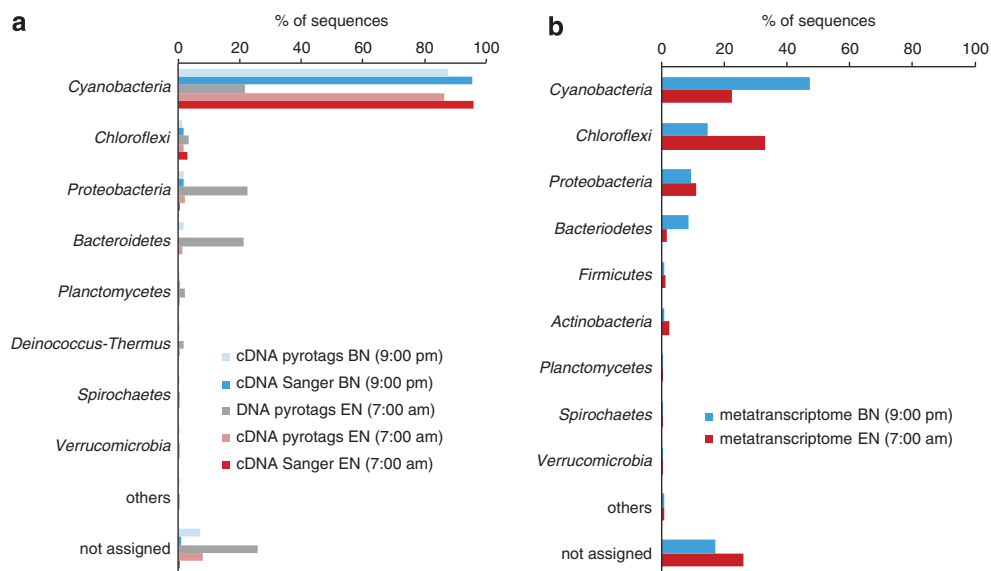 a
% of sequences
0 20 40 60 80 100
Cyanobacteria
Chloroflexi
Proteobacteria
Bacteroidetes
Planctomycetes
Deinococcus-Thermus
Spirochaetes
Verrucomicrobia
others
not assigned
cDNA pyrotags BN (9:00 pm)
cDNA Sanger BN (9:00 pm)
DNA pyrotags EN (7:00 am)
cDNA pyrotags EN (7:00 am)
cDNA Sanger EN (7:00 am)
b
% of sequences
0 20 40 60 80 100
Cyanobacteria
Chloroflexi
Proteobacteria
Bacteriodetes
Firmicutes
Actinobacteria
Planctomycetes
Spirochaetes
Verrucomicrobia
others
not assigned
metatranscriptome BN (9:00 pm)
metatranscriptome EN (7:00 am)